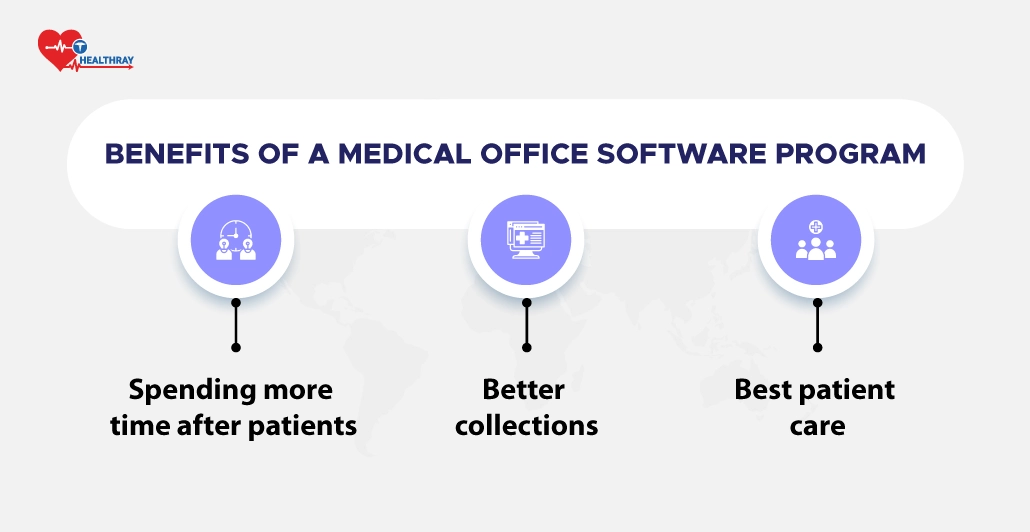 HEALTHRAY
BENEFITS OF A MEDICAL OFFICE SOFTWARE PROGRAM
Spending more
time after patients
Better
collections
Best patient
care